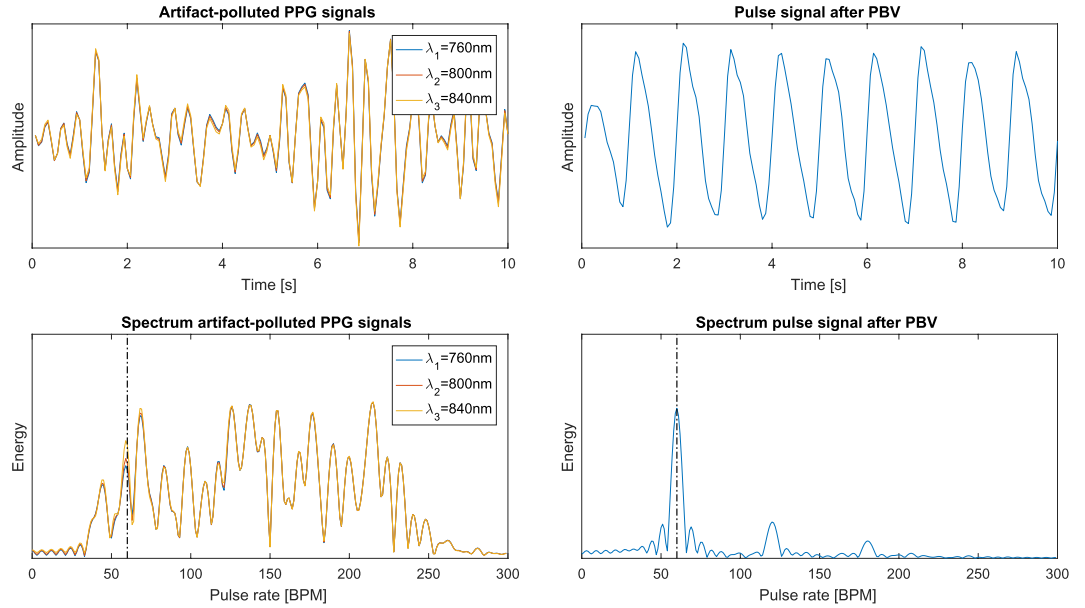 Artifact-polluted PPG signals
Amplitude
λ1=760nm
λ2=800nm
λ3=840nm
0 2 4 6 8 10
Time [s]
Pulse signal after PBV
Amplitude
0 2 4 6 8 10
Time [s]
Spectrum artifact-polluted PPG signals
Energy
λ1=760nm
λ2=800nm
λ3=840nm
0 50 100 150 200 250 300
Pulse rate [BPM]
Spectrum pulse signal after PBV
Energy
0 50 100 150 200 250 300
Pulse rate [BPM]